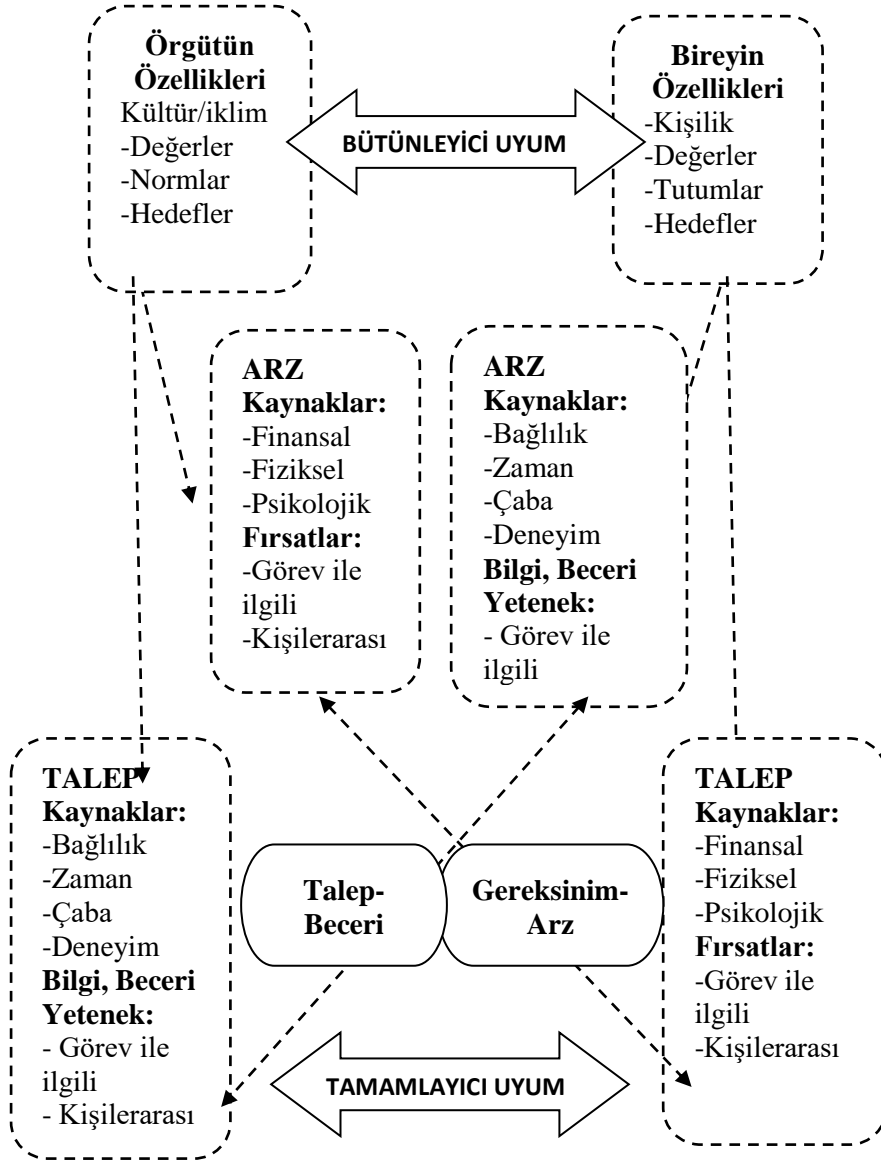 Örgütün
Özellikleri
Kültür/iklim
-Değerler
-Normlar
-Hedefler
BÜTÜNLEYİCİ UYUM
Bireyin
Özellikleri
-Kişilik
-Değerler
-Tutumlar
-Hedefler
ARZ
Kaynaklar:
-Finansal
-Fiziksel
-Psikolojik
Fırsatlar:
-Görev ile
ilgili
-Kişilerarası
ARZ
Kaynaklar:
-Bağlılık
-Zaman
-Çaba
-Deneyim
Bilgi, Beceri
Yetenek:
- Görev ile
ilgili
TALEP
Kaynaklar:
-Bağlılık
-Zaman
-Çaba
-Deneyim
Bilgi, Beceri
Yetenek:
- Görev ile
ilgili
- Kişilerarası
Talep-
Beceri
Gereksinim-
Arz
TALEP
Kaynaklar:
-Finansal
-Fiziksel
-Psikolojik
Fırsatlar:
-Görev ile
ilgili
-Kişilerarası
TAMAMLAYICI UYUM